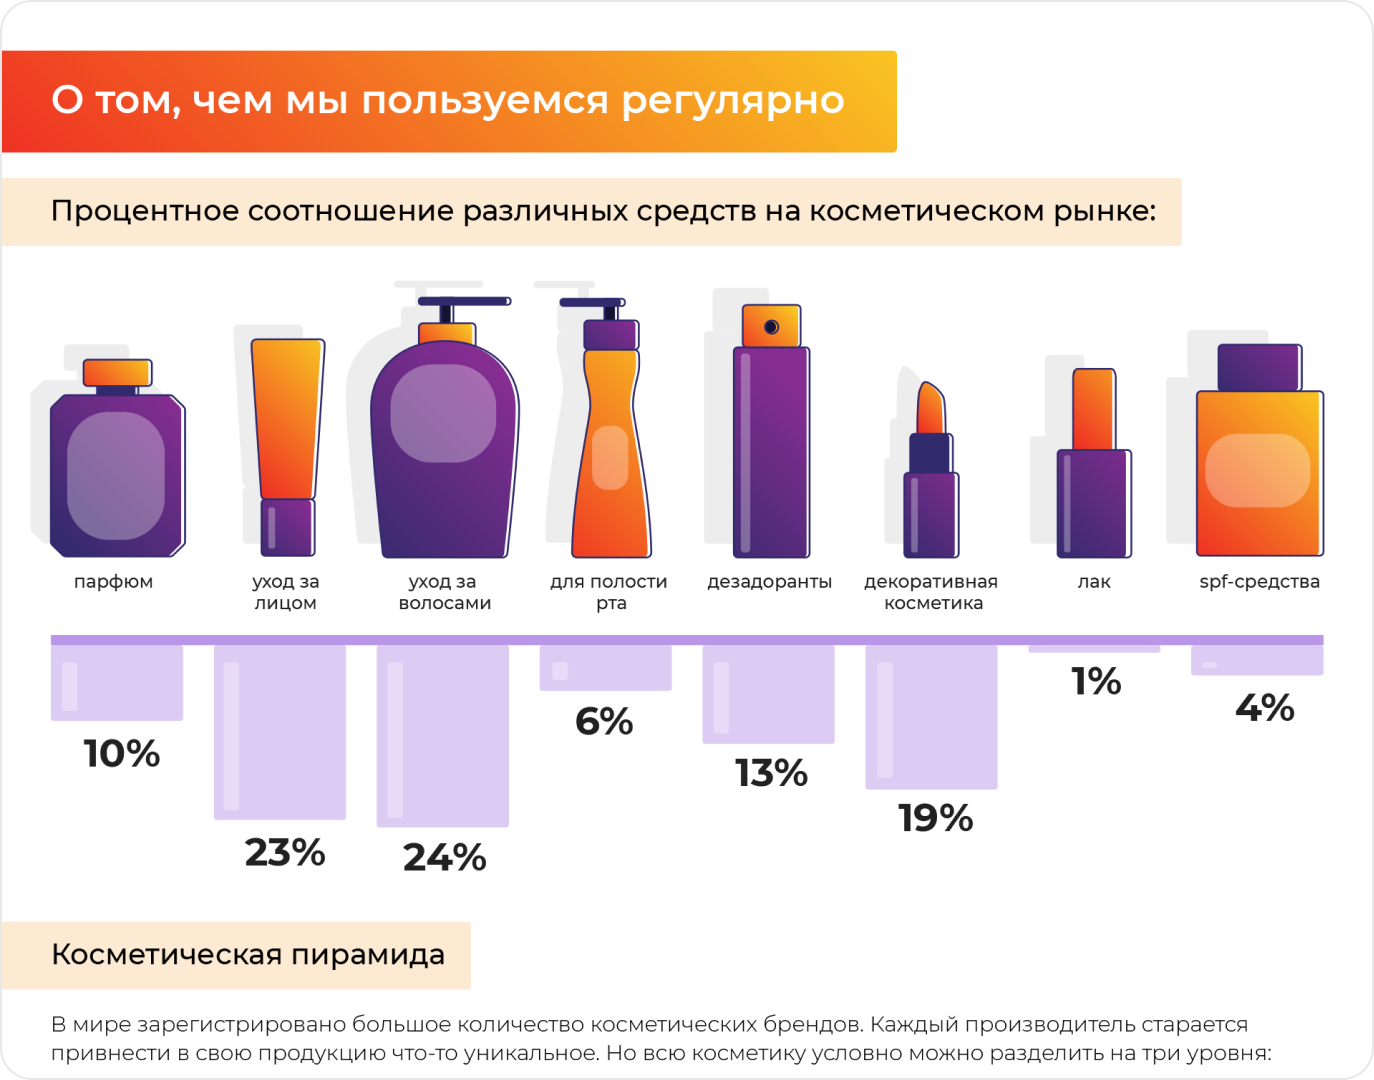 О том, чем мы пользуемся регулярно
Процентное соотношение различных средств на косметическом рынке:
парфюм
уход за
лицом
уход за
волосами
для полости
рта
дезадоранты
декоративная
косметика
лак
spf-средства
10%
23%
24%
6%
13%
19%
1%
4%
Косметическая пирамида
В мире зарегистрировано большое количество косметических брендов. Каждый производитель старается
привнести в свою продукцию что-то уникальное. Но всю косметику условно можно разделить на три уровня: